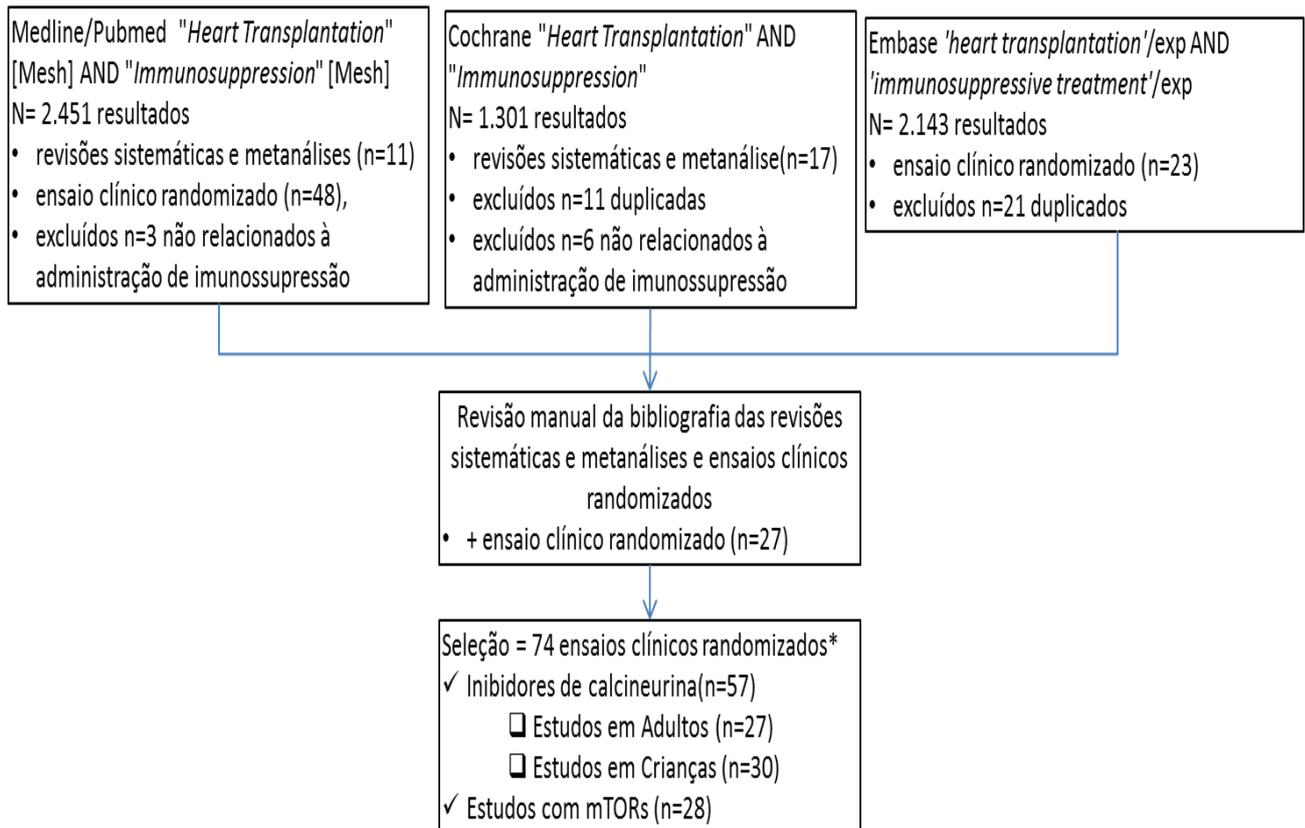 Medline/Pubmed "Heart Transplantation"
[Mesh] AND "Immunosuppression" [Mesh]
N= 2.451 resultados
• revisões sistemáticas e metanálises (n=11)
• ensaio clínico randomizado (n=48),
• excluídos n=3 não relacionados à
administração de imunossupressão
Cochrane "Heart Transplantation" AND
"Immunosuppression"
N= 1.301 resultados
• revisões sistemáticas e metanálise(n=17)
• excluídos n=11 duplicadas
• excluídos n=6 não relacionados à
administração de imunossupressão
Embase 'heart transplantation'/exp AND
'immunosuppressive treatment'/exp
N= 2.143 resultados
• ensaio clínico randomizado (n=23)
• excluídos n=21 duplicados
Revisão manual da bibliografia das revisões
sistemáticas e metanálises e ensaios clínicos
randomizados
• + ensaio clínico randomizado (n=27)
Seleção = 74 ensaios clínicos randomizados*
✓ Inibidores de calcineurina(n=57)
❑ Estudos em Adultos (n=27)
❑ Estudos em Crianças (n=30)
✓ Estudos com mTORs (n=28)